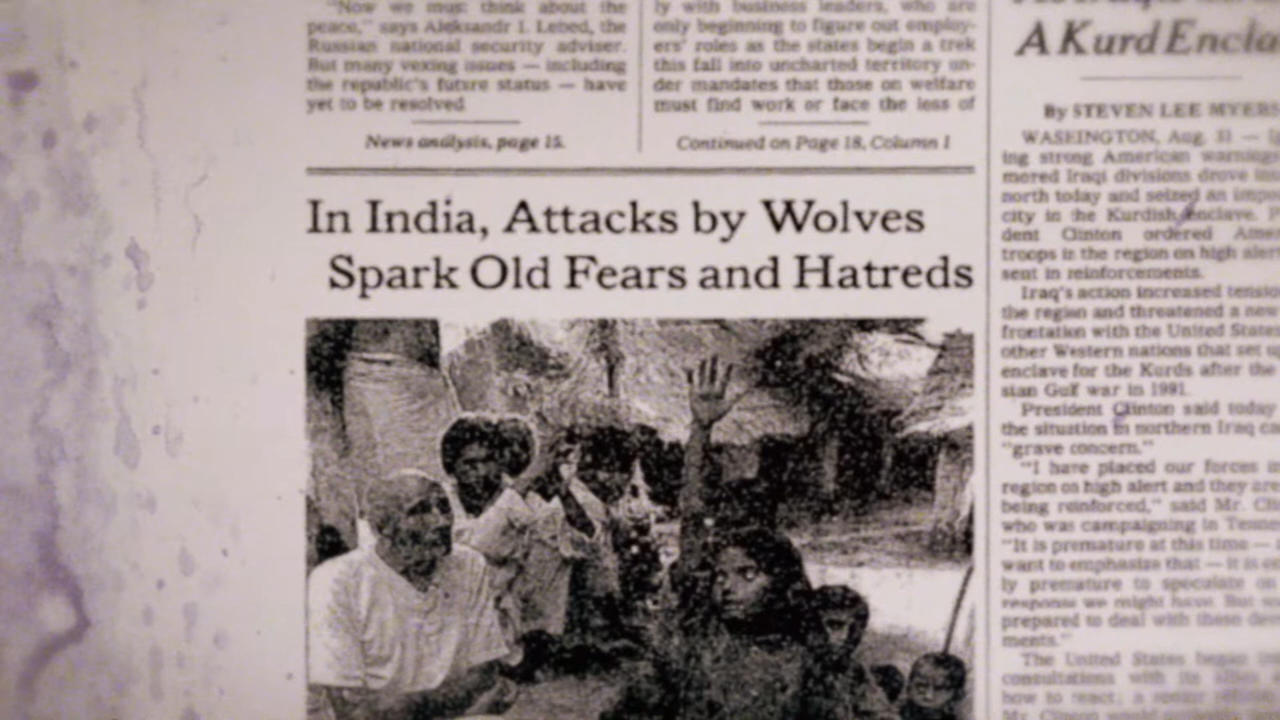 "Now we must think about the
peace," says Aleksandr I. Lebed, the
Russian national security adviser.
But many vexing issues — including
the republic's future status — have
yet to be resolved
News analysis, page 15.
ly with business leaders, who are
only beginning to figure out employ-
ers' roles as the states begin a trek
this fall into uncharted territory un-
der mandates that those on welfare
must find work or face the loss of
Continued on Page 18, Column 1
In India, Attacks by Wolves
Spark Old Fears and Hatreds
A Kurd Encla
By STEVEN LEE MYERS
WASHINGTON, Aug. 31 —
ing strong American warnings
mored Iraqi divisions drove
north today and seized an impo
city in the Kurdish enclave. P
dent Clinton ordered Amer
troops in the region on high alert
sent in reinforcements.
Iraq's action increased tensio
the region and threatened a new
frontation with the United States
other Western nations that set u
enclave for the Kurds after the
sian Gulf war in 1991.
President Clinton said today
the situation in northern Iraq ca
"grave concern."
"I have placed our forces in
region on high alert and they are
being reinforced," said Mr. Cli
who was campaigning in Tenne
"It is premature at this time —
want to emphasize that — it is e
ly premature to speculate on
response we might have. But we
prepared to deal with these dev
ments."
The United States began
consultations with its allies
how to react; a senior
Mr. Clinton would